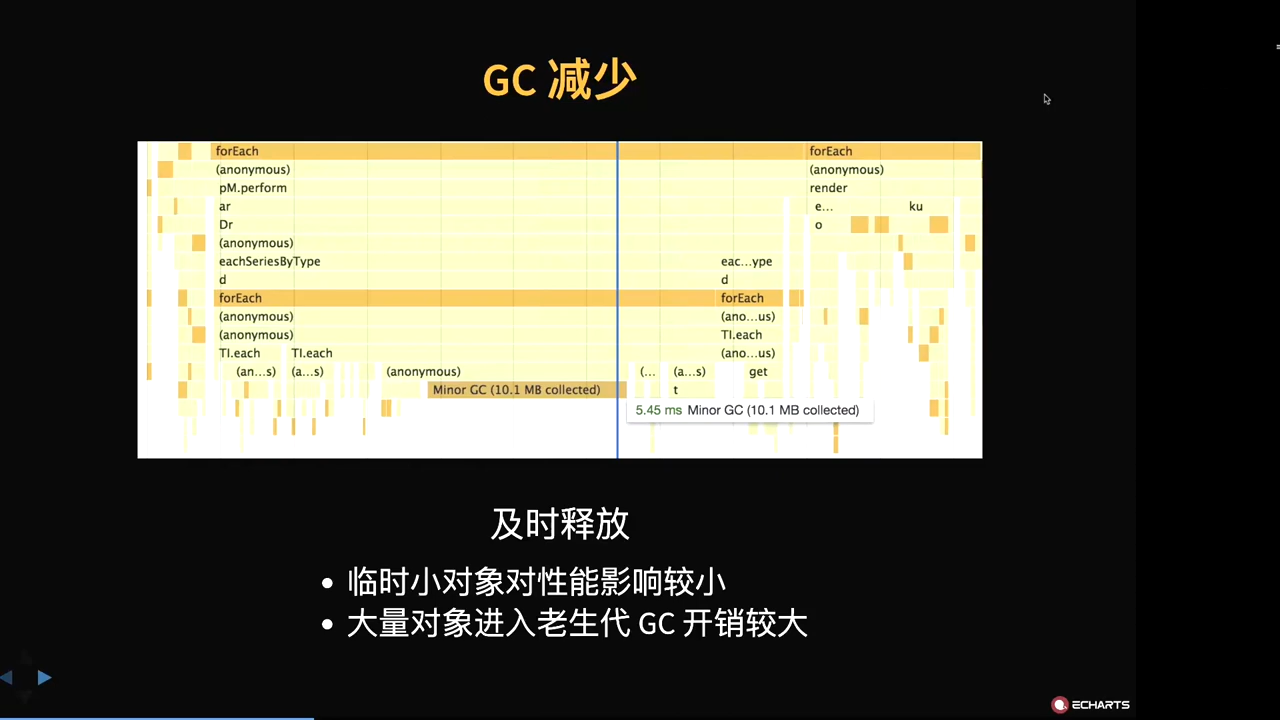 GC 减少
forEach forEach
(anonymous) (anonymous)
pM.perform render
ar e… ku
Dr o
(anonymous)
eachSeriesByType eac…ype
d d
forEach forEach
(anonymous) (ano…us)
(anonymous) TI.each
TI.each TI.each (ano…us)
(an…s) (a…s) (anonymous) (… (a…s) get
Minor GC (10.1 MB collected) t
5.45 ms Minor GC (10.1 MB collected)
及时释放
• 临时小对象对性能影响较小
• 大量对象进入老生代 GC 开销较大
ECHARTS